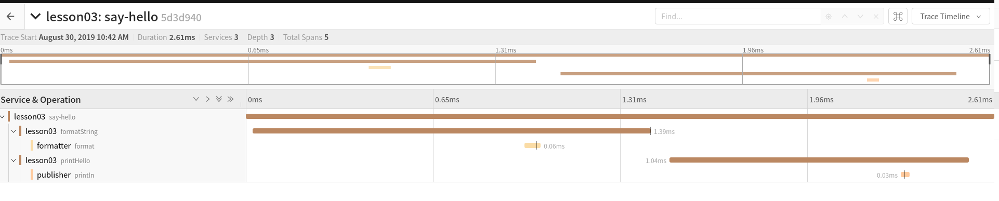 lesson03: say-hello 5d3d940 Find... Trace Timeline
Trace Start August 30, 2019 10:42 AM Duration 2.61ms Services 3 Depth 3 Total Spans 5
0ms 0.65ms 1.31ms 1.96ms 2.61ms
Service & Operation 0ms 0.65ms 1.31ms 1.96ms 2.61ms
lesson03 say-hello
lesson03 formatString 1.39ms
formatter format 0.06ms
lesson03 printHello 1.04ms
publisher println 0.03ms